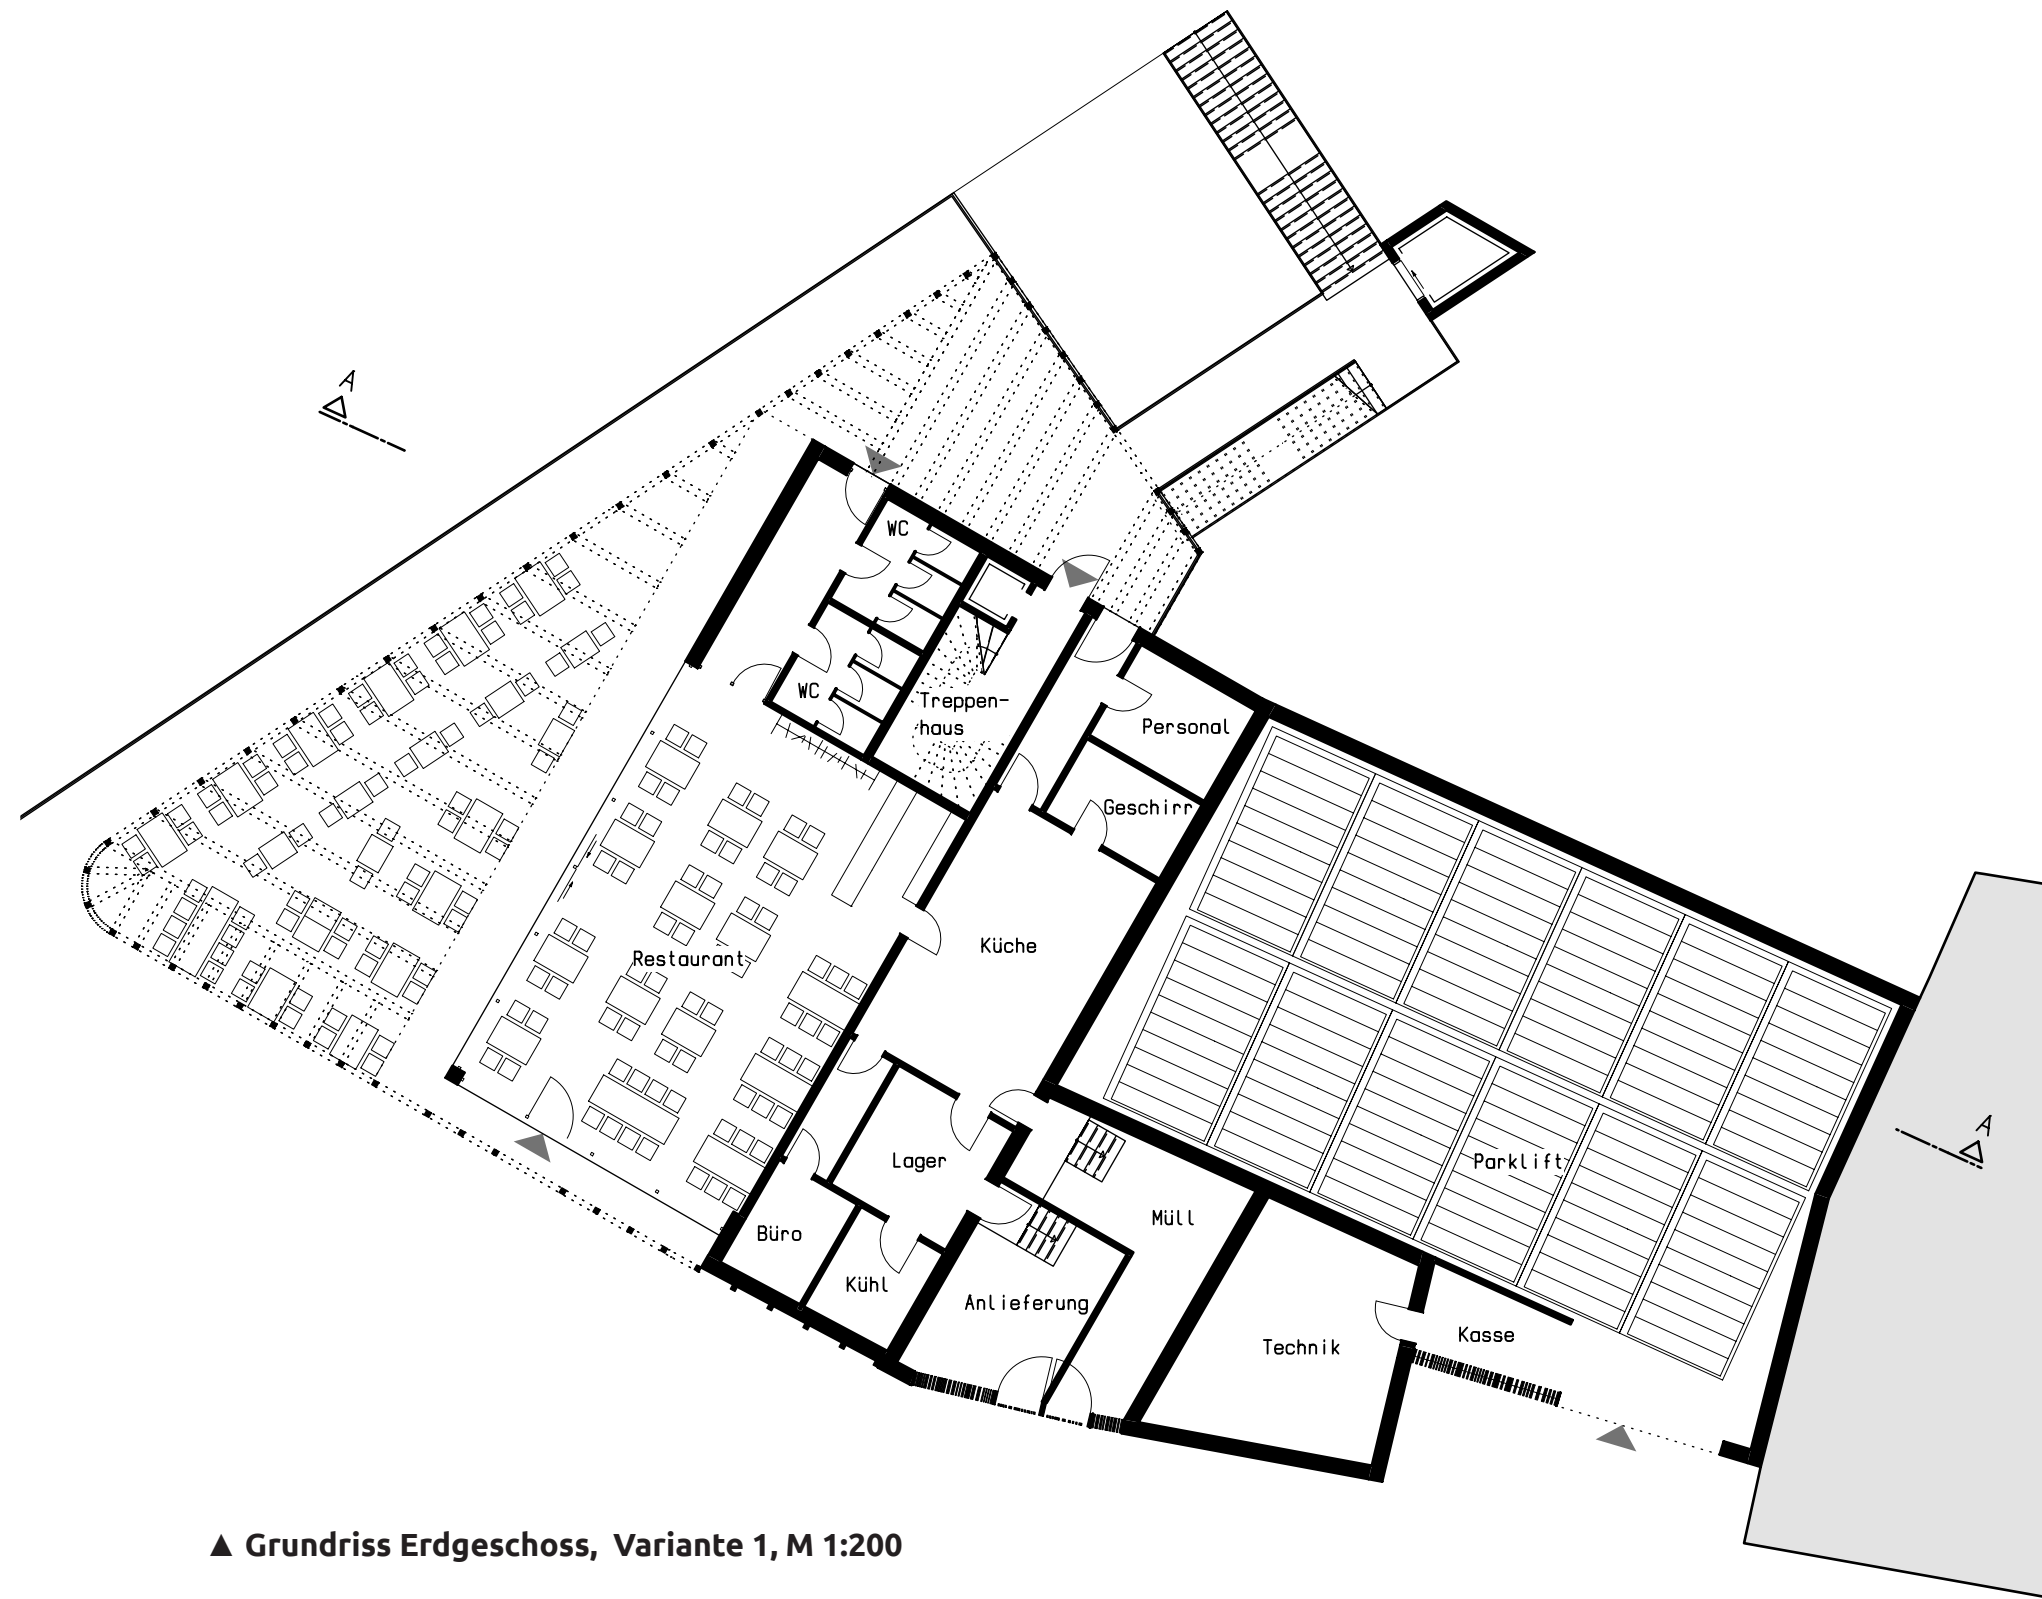 A
WC
WC
Treppen-
haus
Personal
Geschirr
Küche
Restaurant
Lager
Büro
Kühl
Anlieferung
Müll
Technik
Kasse
Parklift
A
▲ Grundriss Erdgeschoss, Variante 1, M 1:200